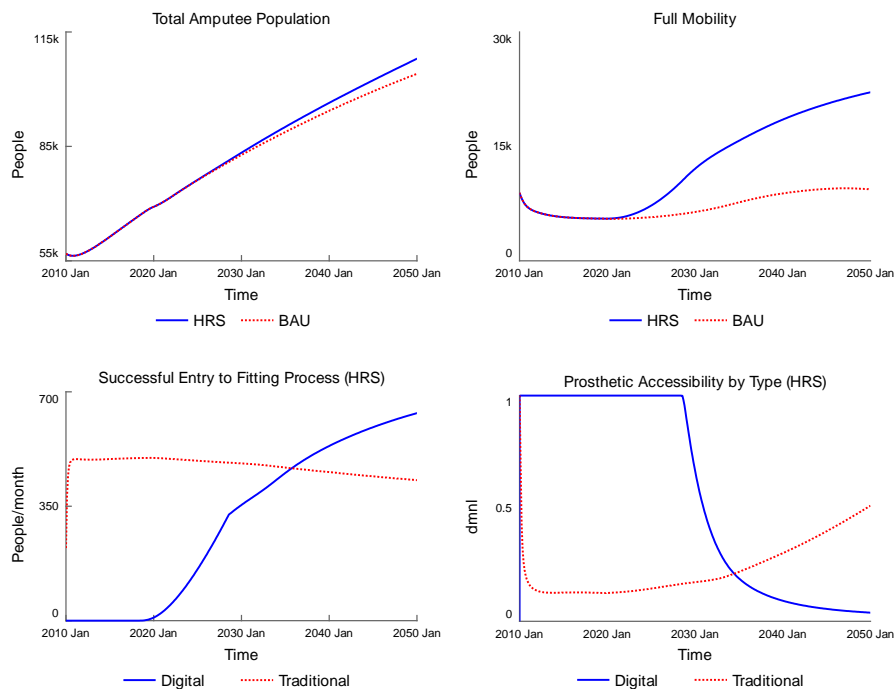 Total Amputee Population
115k
85k
55k
People
2010 Jan 2020 Jan 2030 Jan 2040 Jan 2050 Jan
Time
HRS BAU
Full Mobility
30k
15k
0
People
2010 Jan 2020 Jan 2030 Jan 2040 Jan 2050 Jan
Time
HRS BAU
Successful Entry to Fitting Process (HRS)
700
350
0
People/month
2010 Jan 2020 Jan 2030 Jan 2040 Jan 2050 Jan
Time
Digital Traditional
Prosthetic Accessibility by Type (HRS)
1
0.5
0
dmnl
2010 Jan 2020 Jan 2030 Jan 2040 Jan 2050 Jan
Time
Digital Traditional